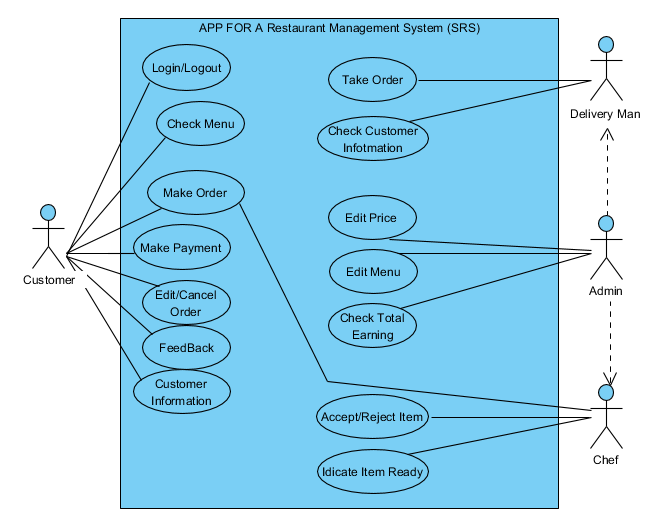 APP FOR A Restaurant Management System (SRS)
Login/Logout
Check Menu
Make Order
Make Payment
Edit/Cancel
Order
FeedBack
Customer
Information
Take Order
Check Customer
Infotmation
Edit Price
Edit Menu
Check Total
Earning
Accept/Reject Item
Idicate Item Ready
Customer
Delivery Man
Admin
Chef